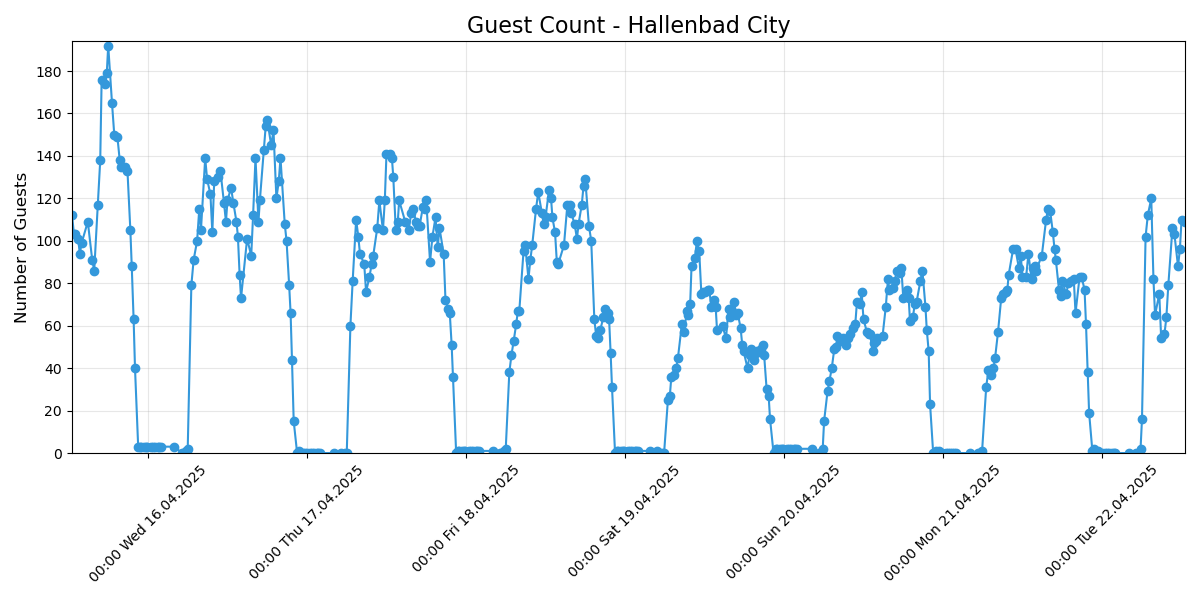 Guest Count - Hallenbad City
Number of Guests
180
160
140
120
100
80
60
40
20
0
00:00 Wed 16.04.2025
00:00 Thu 17.04.2025
00:00 Fri 18.04.2025
00:00 Sat 19.04.2025
00:00 Sun 20.04.2025
00:00 Mon 21.04.2025
00:00 Tue 22.04.2025